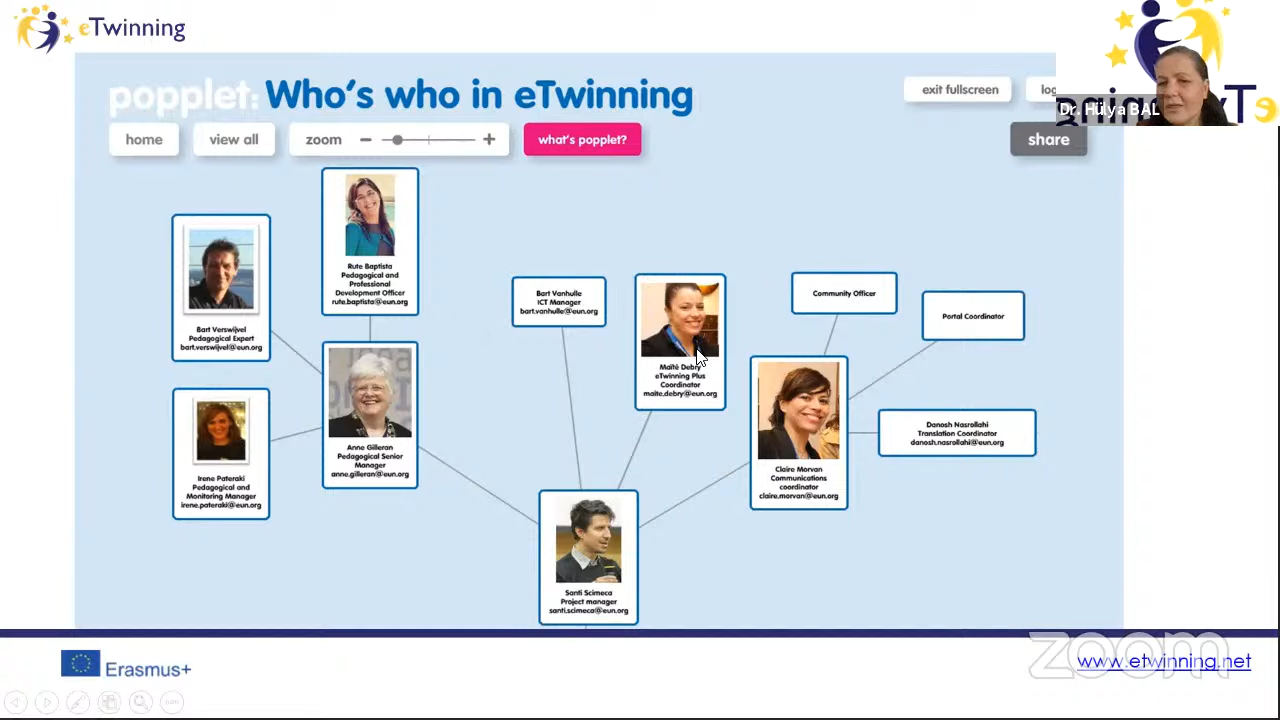 eTwinning
popplet: Who's who in eTwinning
exit fullscreen
log
Dr. Hülya BAL
home
view all
zoom
what's popplet?
share
Rute Baptista
Pedagogical and
Professional
Development Officer
rute.baptista@eun.org
Bart Verswijvel
Pedagogical Expert
bart.verswijvel@eun.org
Bart Vanhulle
ICT Manager
bart.vanhulle@eun.org
Maïté Debry
eTwinning Plus
Coordinator
maite.debry@eun.org
Community Officer
Portal Coordinator
Anne Gilleran
Pedagogical Senior
Manager
anne.gilleran@eun.org
Irene Pateraki
Pedagogical and
Monitoring Manager
irene.pateraki@eun.org
Claire Morvan
Communications
coordinator
claire.morvan@eun.org
Danosh Nasrollahi
Translation Coordinator
danosh.nasrollahi@eun.org
Santi Scimeca
Project manager
santi.scimeca@eun.org
Erasmus+
zoom
www.etwinning.net